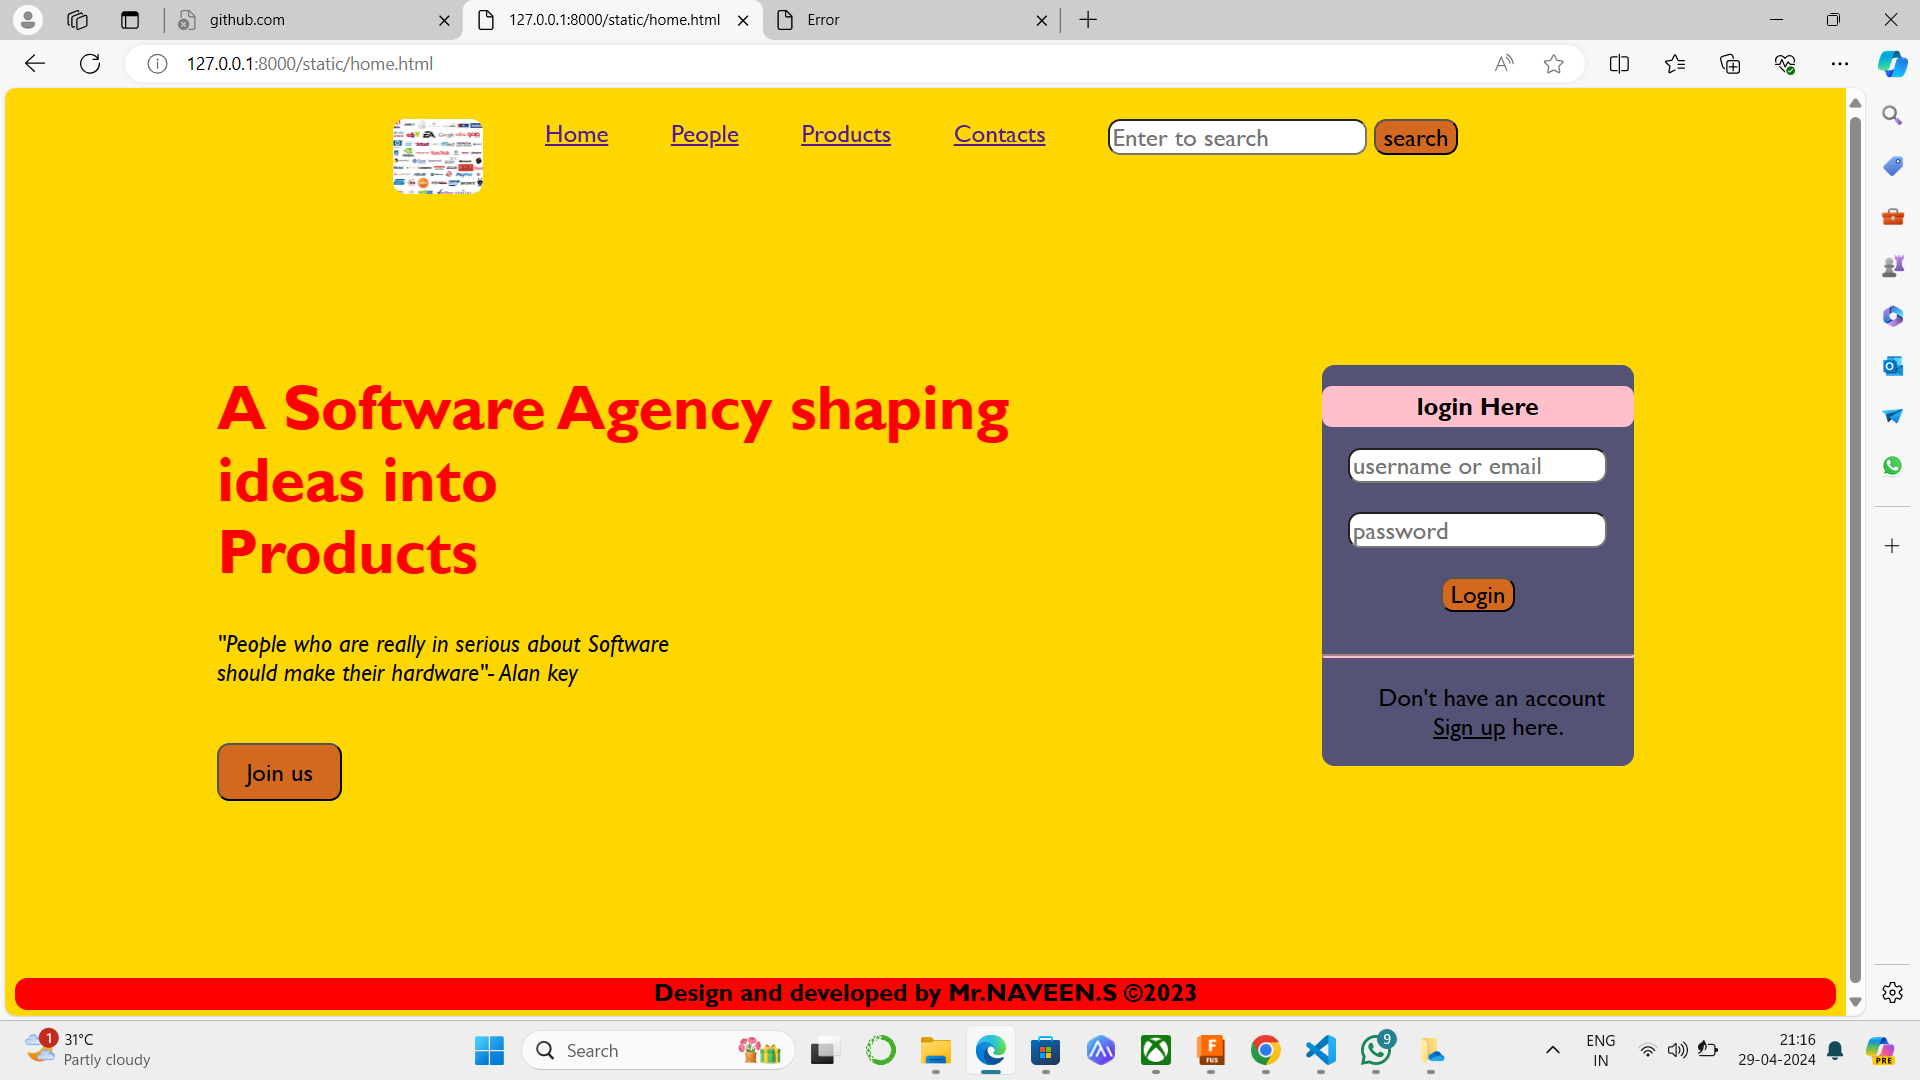 github.com
127.0.0.1:8000/static/home.html
Error
127.0.0.1:8000/static/home.html
Home People Products Contacts Enter to search search
A Software Agency shaping
ideas into
Products
"People who are really in serious about Software
should make their hardware"- Alan key
Join us
login Here
username or email
password
Login
Don't have an account
Sign up here.
Design and developed by Mr.NAVEEN.S ©2023
1
31°C
Partly cloudy
Search
F
FUS
9
ENG
IN
21:16
29-04-2024
PRE